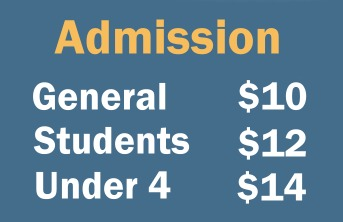 Admission
General $10
Students $12
Under 4 $14